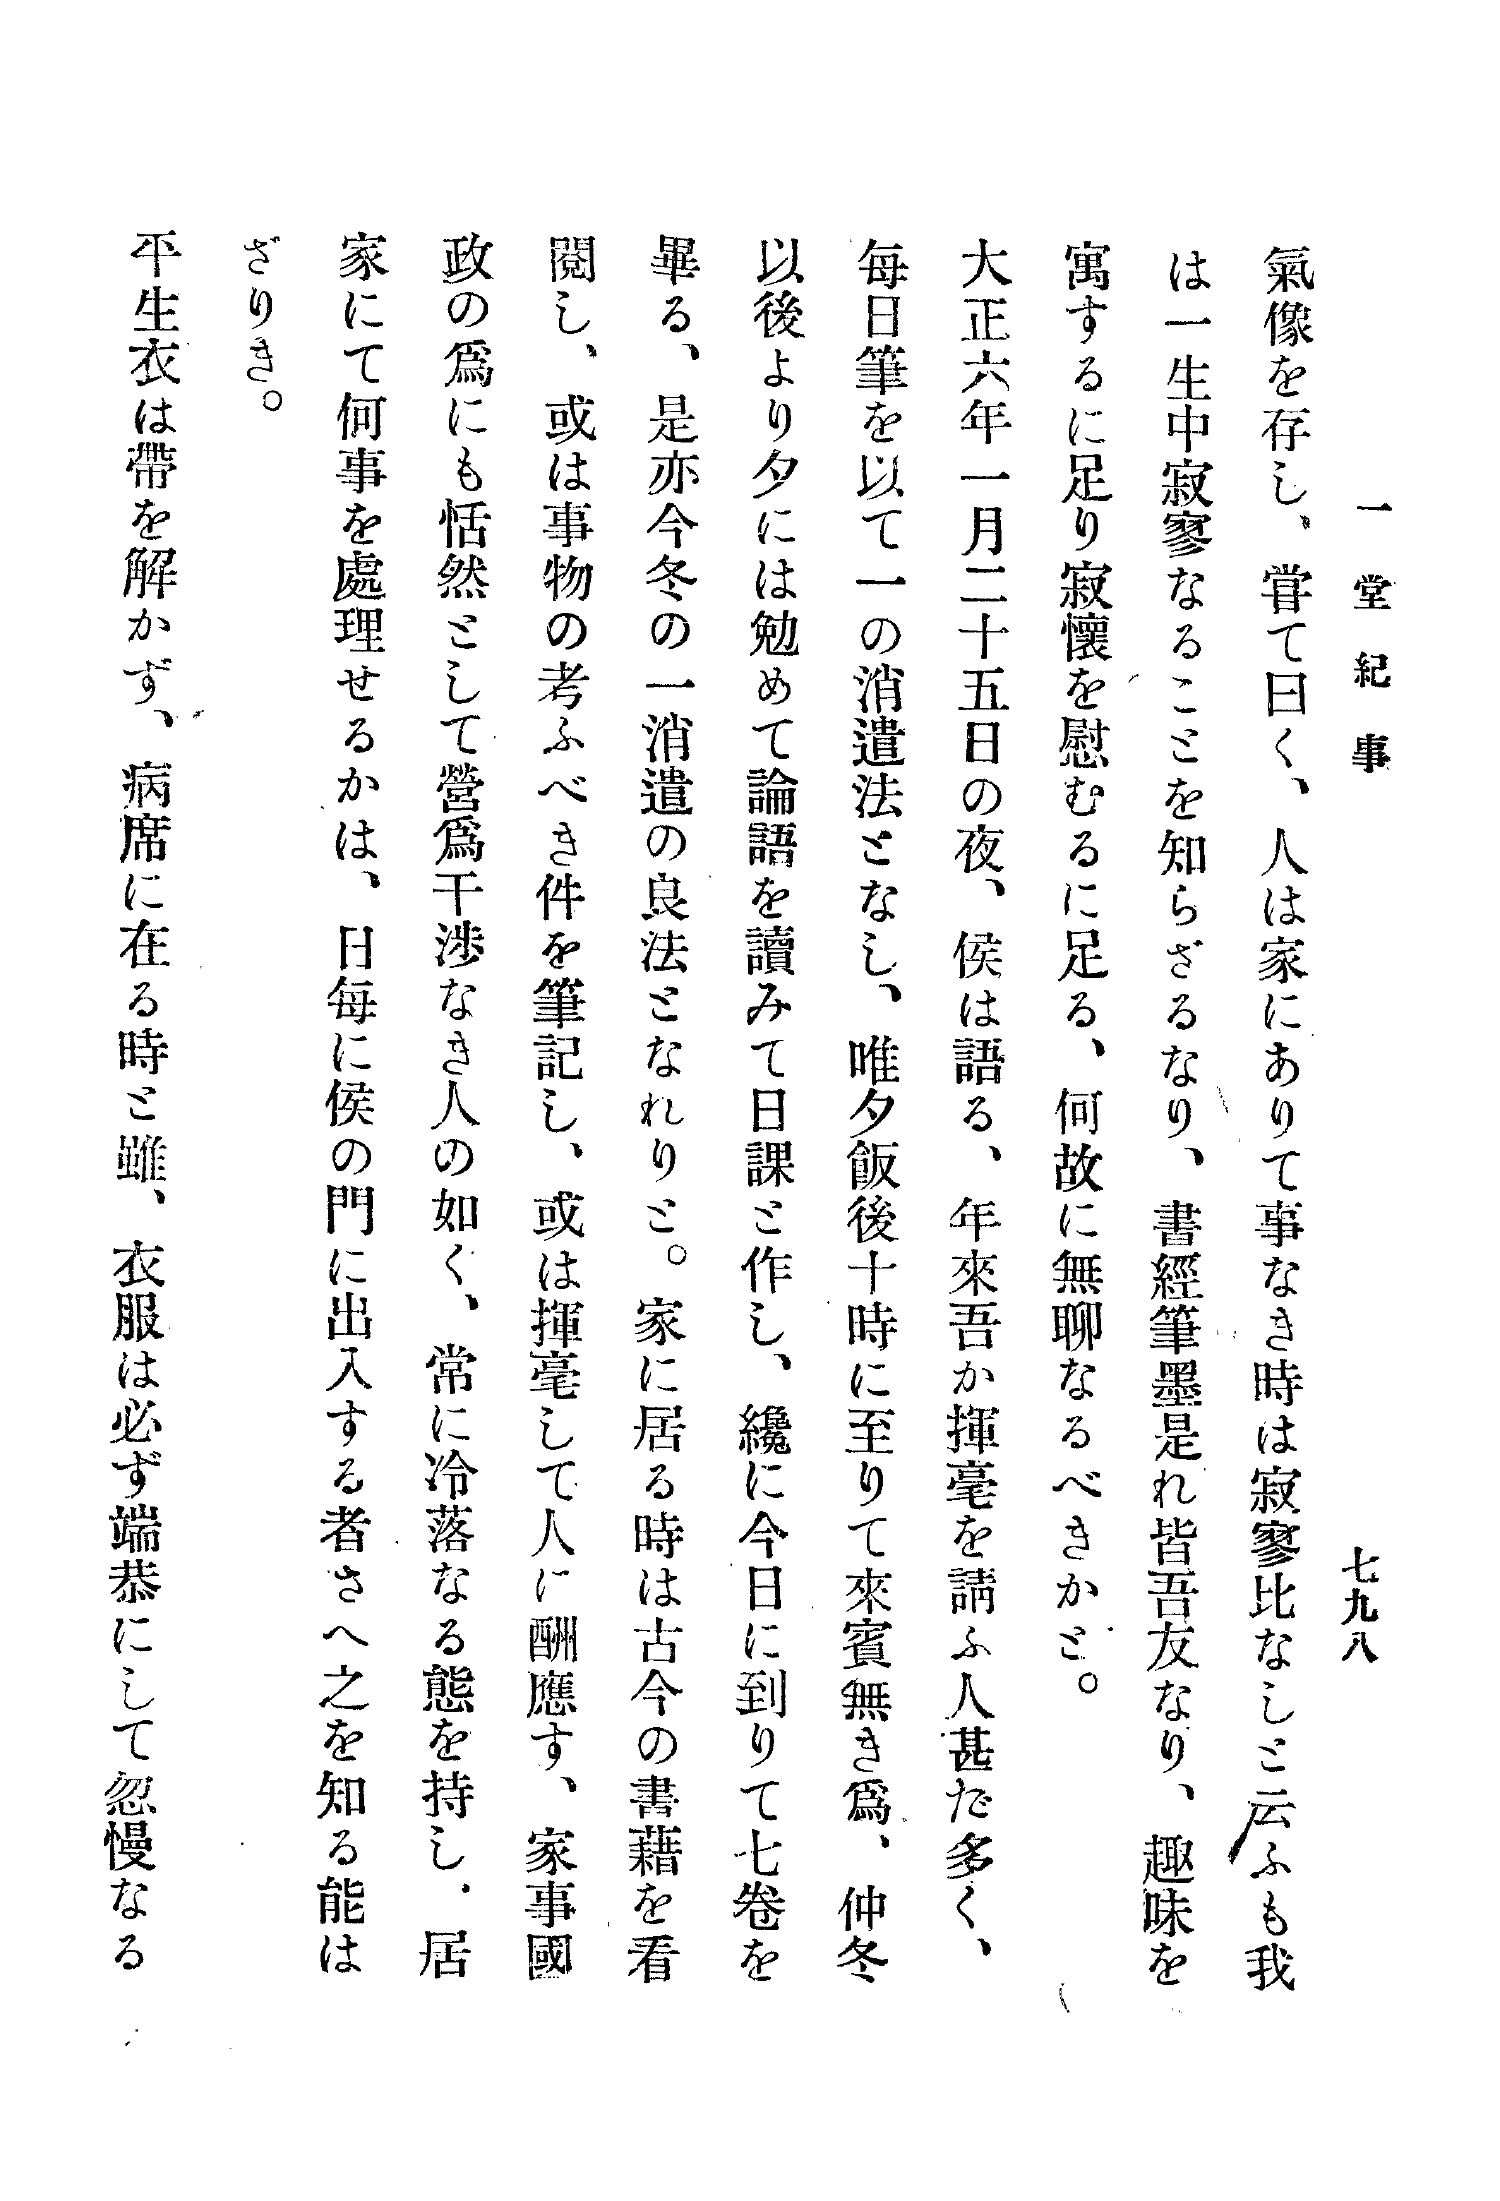 一堂紀事
七九八
氣像を存し、甞て曰く、人は家にありて事なき時は寂寥比なしと云ふも我
は一生中寂寥なることを知らざるなり、書經筆墨是れ皆吾友なり、趣味を
寓するに足り寂懷を慰むるに足る、何故に無聊なるべきかと。
大正六年一月二十五日の夜、侯は語る、年來吾か揮毫を請ふ人甚だ多く、
每日筆を以て一の消遣法となし、唯夕飯後十時に至りて來賓無き爲、仲冬
以後より夕には勉めて論語を讀みて日課と作し、纔に今日に到りて七卷を
畢る、是亦今冬の一消遣の良法となれりと。家に居る時は古今の書藉を看
閱し、或は事物の考ふべき件を筆記し、或は揮毫して人に酬應す、家事國
政の爲にも恬然として營爲干渉なき人の如く、常に冷落なる態を持し、居
家にて何事を處理せるかは、日每に侯の門に出入する者さへ之を知る能は
ざりき。
平生衣は帶を解かず、病席に在る時と雖、衣服は必ず端恭にして忽慢なる